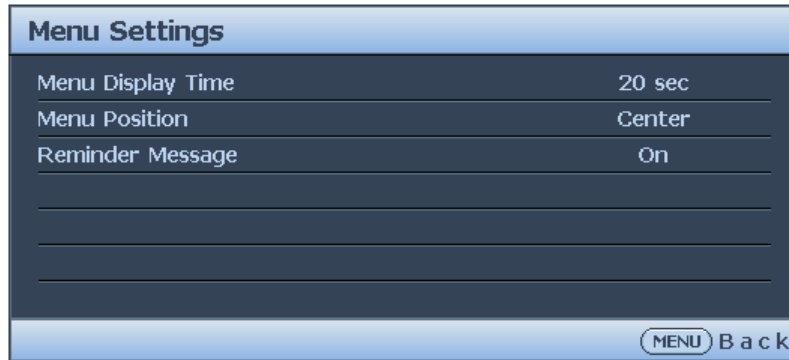 Menu Settings
Menu Display Time 20 sec
Menu Position Center
Reminder Message On
MENU Back